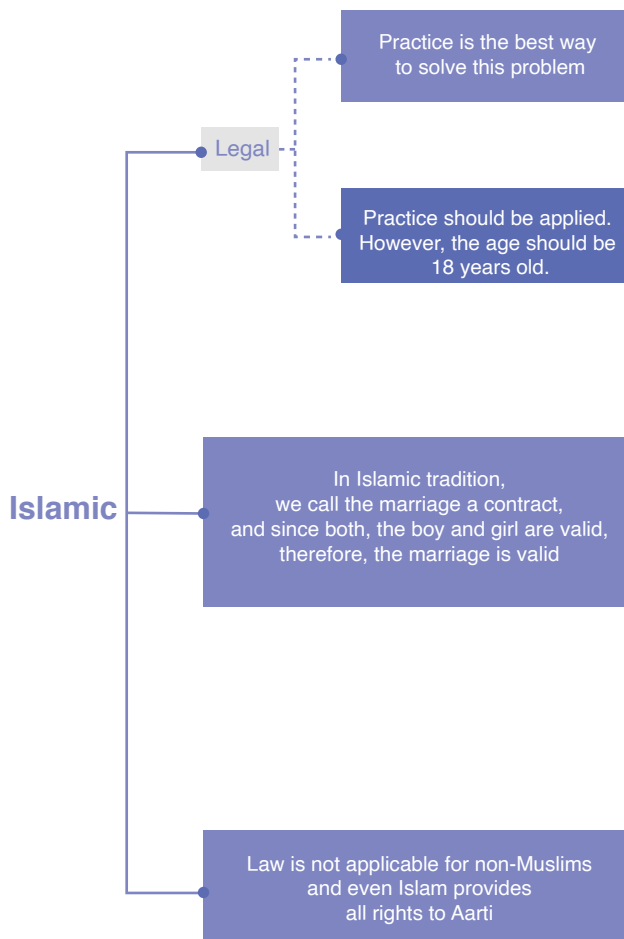 Practice is the best way
to solve this problem
Legal
Practice should be applied.
However, the age should be
18 years old.
Islamic
In Islamic tradition,
we call the marriage a contract,
and since both, the boy and girl are valid,
therefore, the marriage is valid
Law is not applicable for non-Muslims
and even Islam provides
all rights to Aarti